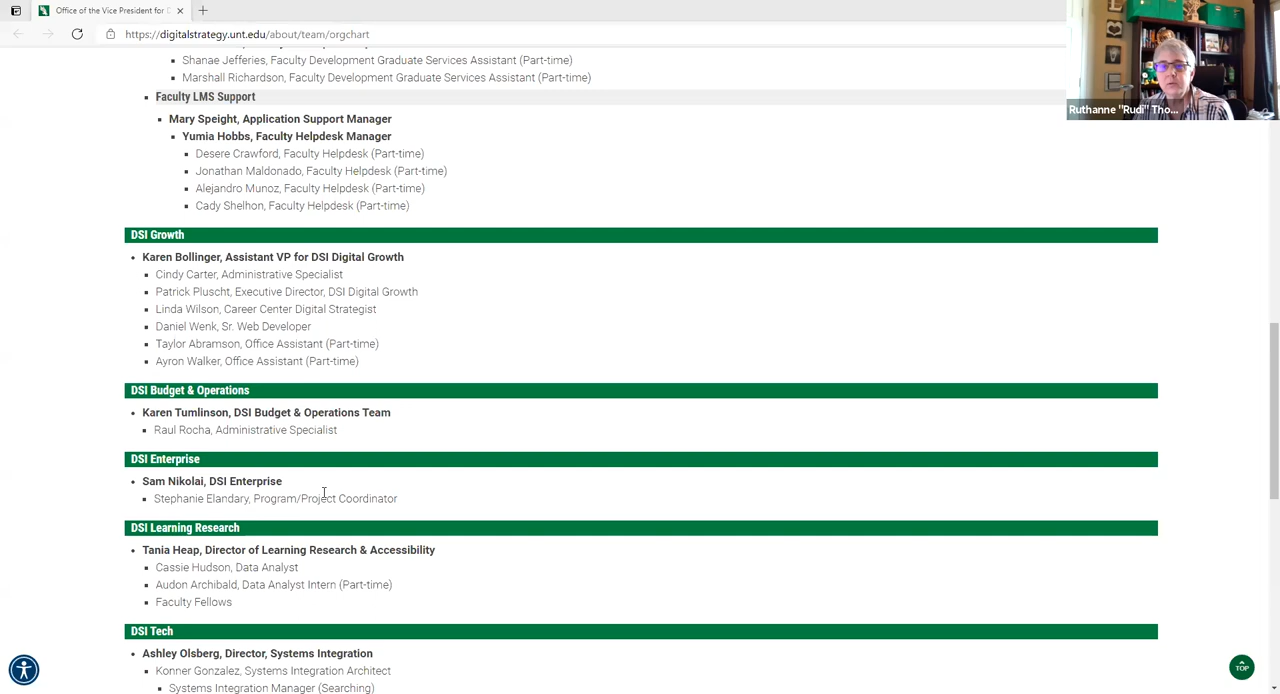 Office of the Vice President for D
https://digitalstrategy.unt.edu/about/team/orgchart
Shanae Jefferies, Faculty Development Graduate Services Assistant (Part-time)
Marshall Richardson, Faculty Development Graduate Services Assistant (Part-time)
Faculty LMS Support
Mary Speight, Application Support Manager
Yumia Hobbs, Faculty Helpdesk Manager
Desere Crawford, Faculty Helpdesk (Part-time)
Jonathan Maldonado, Faculty Helpdesk (Part-time)
Alejandro Munoz, Faculty Helpdesk (Part-time)
Cady Shelhon, Faculty Helpdesk (Part-time)
DSI Growth
Karen Bollinger, Assistant VP for DSI Digital Growth
Cindy Carter, Administrative Specialist
Patrick Pluscht, Executive Director, DSI Digital Growth
Linda Wilson, Career Center Digital Strategist
Daniel Wenk, Sr. Web Developer
Taylor Abramson, Office Assistant (Part-time)
Ayron Walker, Office Assistant (Part-time)
DSI Budget & Operations
Karen Tumlinson, DSI Budget & Operations Team
Raul Rocha, Administrative Specialist
DSI Enterprise
Sam Nikolai, DSI Enterprise
Stephanie Elandary, Program/Project Coordinator
DSI Learning Research
Tania Heap, Director of Learning Research & Accessibility
Cassie Hudson, Data Analyst
Audon Archibald, Data Analyst Intern (Part-time)
Faculty Fellows
DSI Tech
Ashley Olsberg, Director, Systems Integration
Konner Gonzalez, Systems Integration Architect
Systems Integration Manager (Searching)
TOP
Ruthanne "Rudi" Tho...